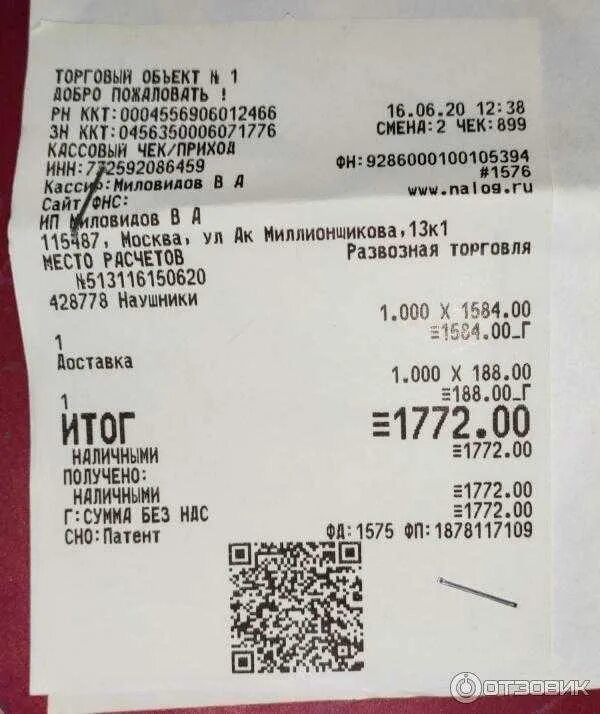 ТОРГОВЫЙ ОБЪЕКТ N 1
ДОБРО ПОЖАЛОВАТЬ !
РН ККТ:0004556906012466 16.06.20 12:38
ЗН ККТ:0456350006071776 СМЕНА:2 ЧЕК:899
КАССОВЫЙ ЧЕК/ПРИХОД
ИНН:772592086459 ФН:9286000100105394
Кассир:Миловидов В А #1576
Сайт ФНС: www.nalog.ru
ИП Миловидов В А
115487, Москва, ул Ак Миллионщикова,13к1
МЕСТО РАСЧЕТОВ Развозная торговля
N513116150620
428778 Наушники
1.000 X 1584.00
≡1584.00_Г
1
Доставка
1.000 X 188.00
≡188.00_Г
1
ИТОГ ≡1772.00
НАЛИЧНЫМИ ≡1772.00
ПОЛУЧЕНО:
НАЛИЧНЫМИ ≡1772.00
Г:СУММА БЕЗ НДС ≡1772.00
СНО:Патент ФД:1575 ФП:1878117109
ОТЗОВИК